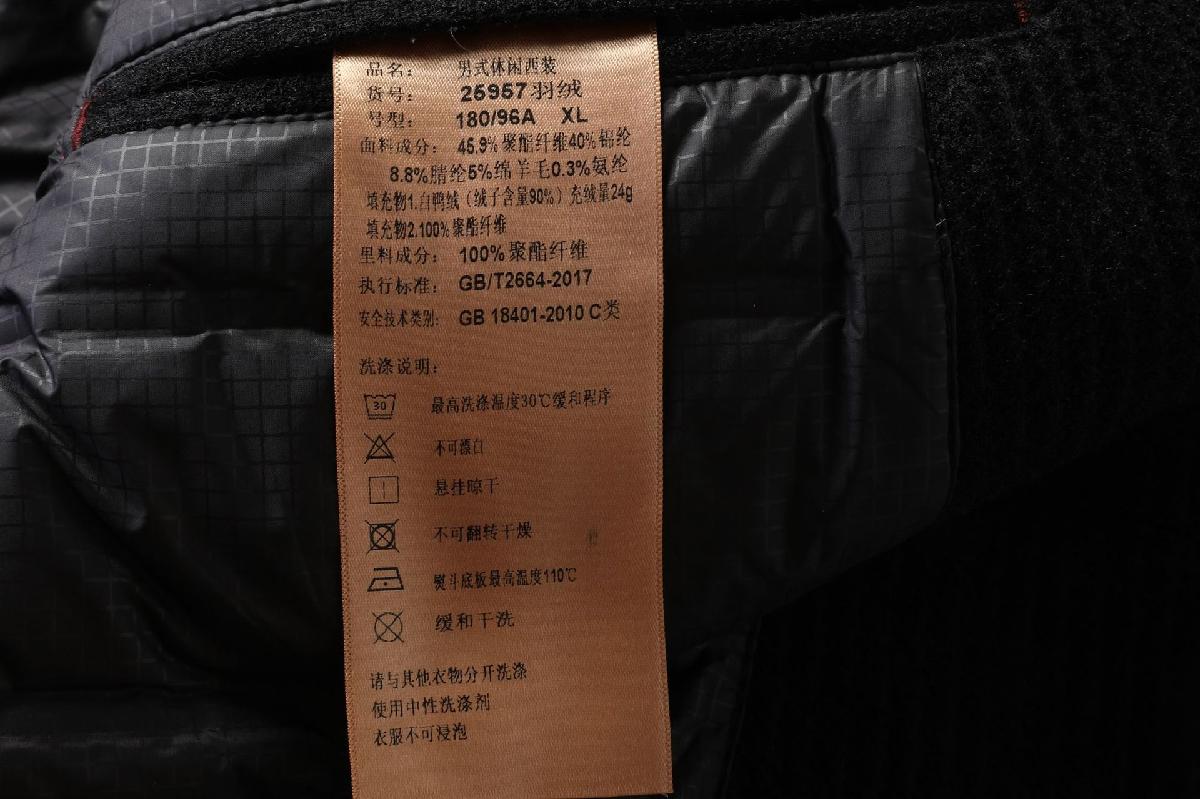 品名： 男式休闲西装
货号： 25957羽绒
号型： 180/96A XL
面料成分： 45.9%聚酯纤维40%锦纶
8.8%腈纶5%绵羊毛0.3%氨纶
填充物1.白鸭绒（绒子含量90%）充绒量24g
填充物2.100%聚酯纤维
里料成分： 100%聚酯纤维
执行标准： GB/T2664-2017
安全技术类别： GB 18401-2010 C类
洗涤说明：
30 最高洗涤温度30℃缓和程序
不可漂白
悬挂晾干
不可翻转干燥
熨斗底板最高温度110℃
缓和干洗
请与其他衣物分开洗涤
使用中性洗涤剂
衣服不可浸泡